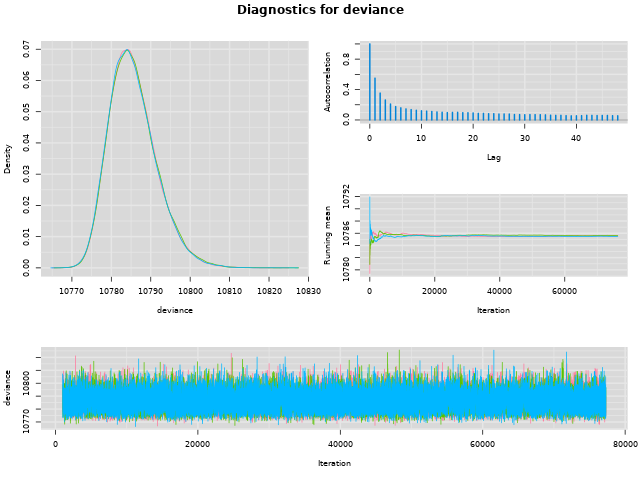 Diagnostics for deviance
0.07
0.06
0.05
0.04
0.03
0.02
0.01
0.00
Density
10770 10780 10790 10800 10810 10820 10830
deviance
0.8
0.4
0.0
Autocorrelation
0 10 20 30 40
Lag
10792
10786
10780
Running mean
0 20000 40000 60000
Iteration
10800
10770
deviance
0 20000 40000 60000 80000
Iteration